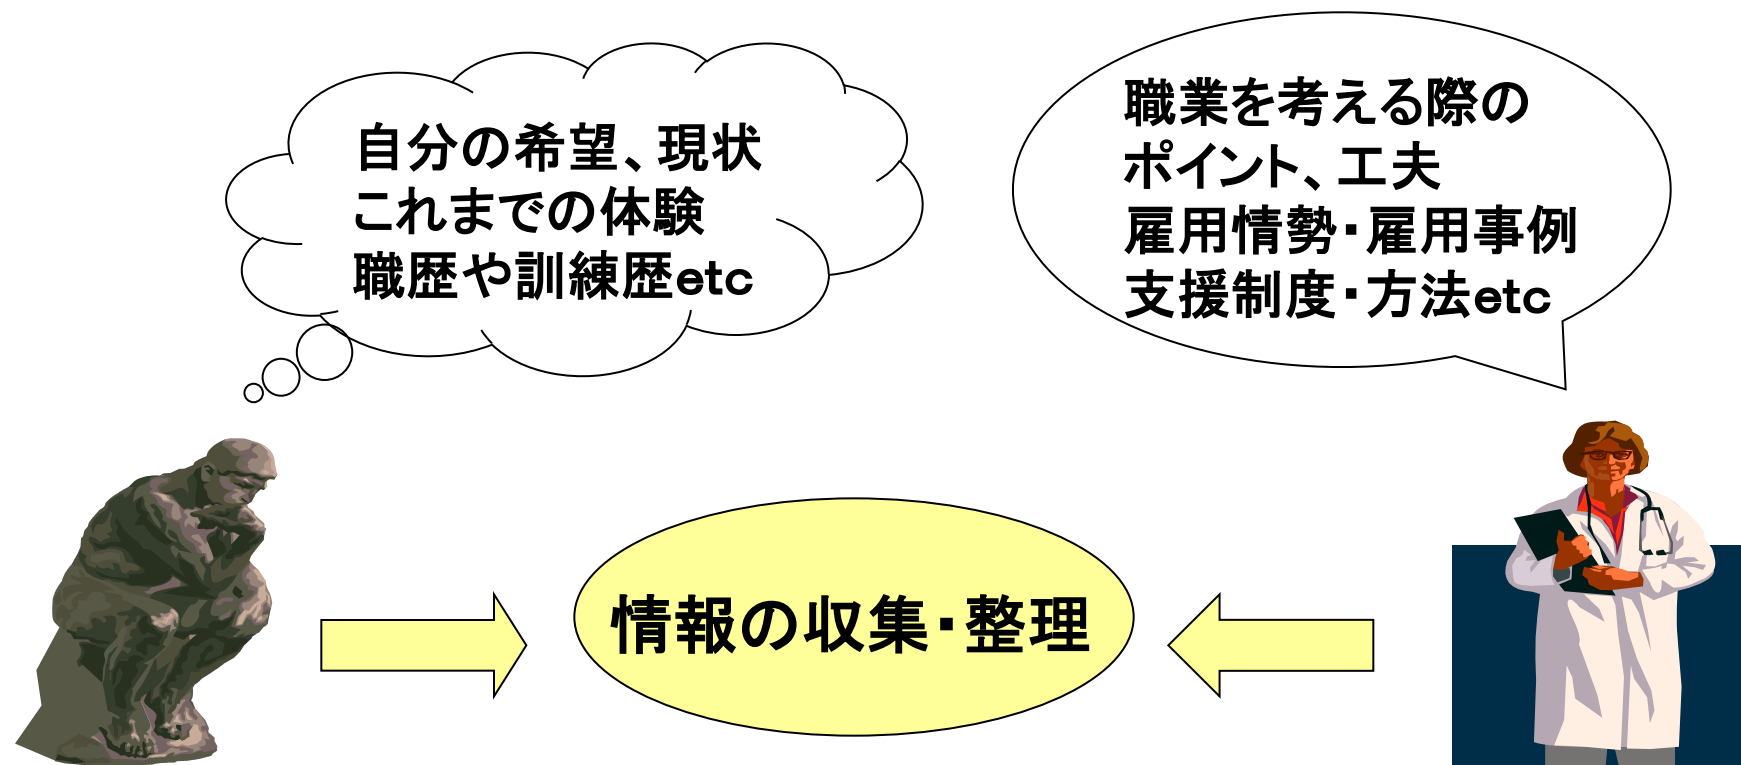 自分の希望、現状
これまでの体験
職歴や訓練歴etc
職業を考える際の
ポイント、工夫
雇用情勢・雇用事例
支援制度・方法etc
情報の収集・整理